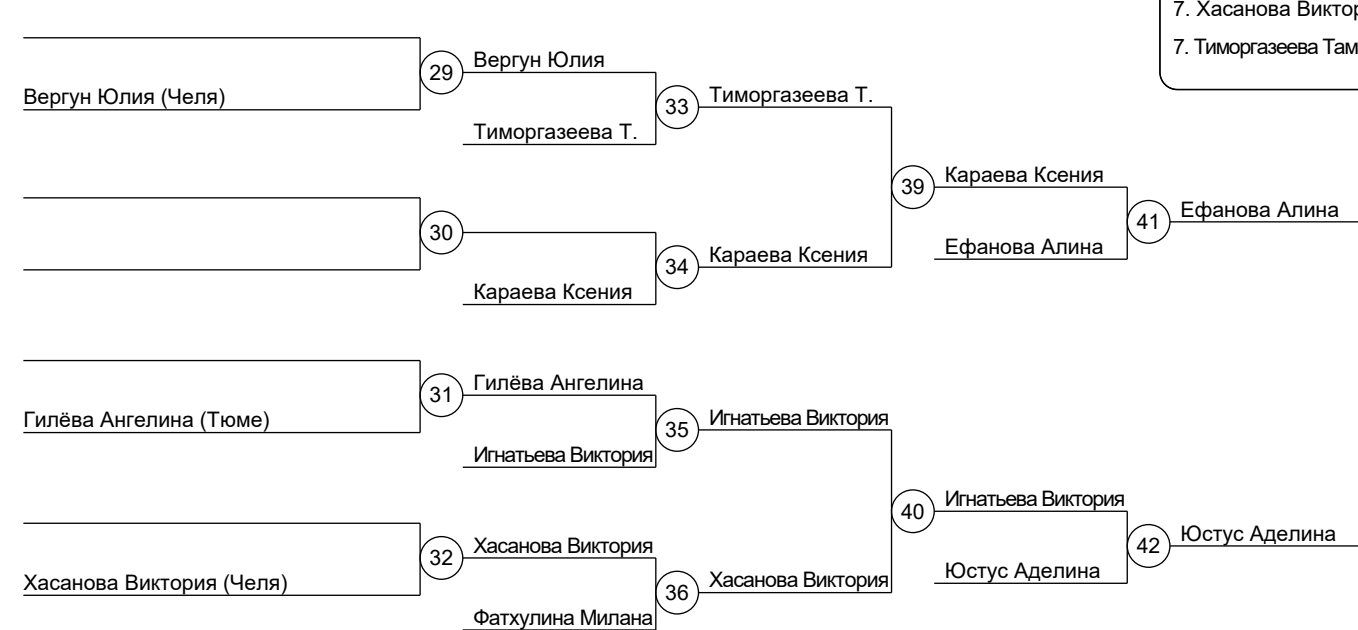 7. Хасанова
7. Тиморгазеева
Вергун Юлия
29
Вергун Юлия (Челя)
Тиморгазеева Т.
33
Тиморгазеева Т.
Караева Ксения
39
Ефанова Алина
41
Ефанова Алина
30
Караева Ксения
34
Караева Ксения
Гилёва Ангелина
31
Гилёва Ангелина (Тюме)
Игнатьева Виктория
35
Игнатьева Виктория
Игнатьева Виктория
40
Юстус Аделина
42
Юстус Аделина
Хасанова Виктория
32
Хасанова Виктория (Челя)
Хасанова Виктория
36
Фатхулина Милана